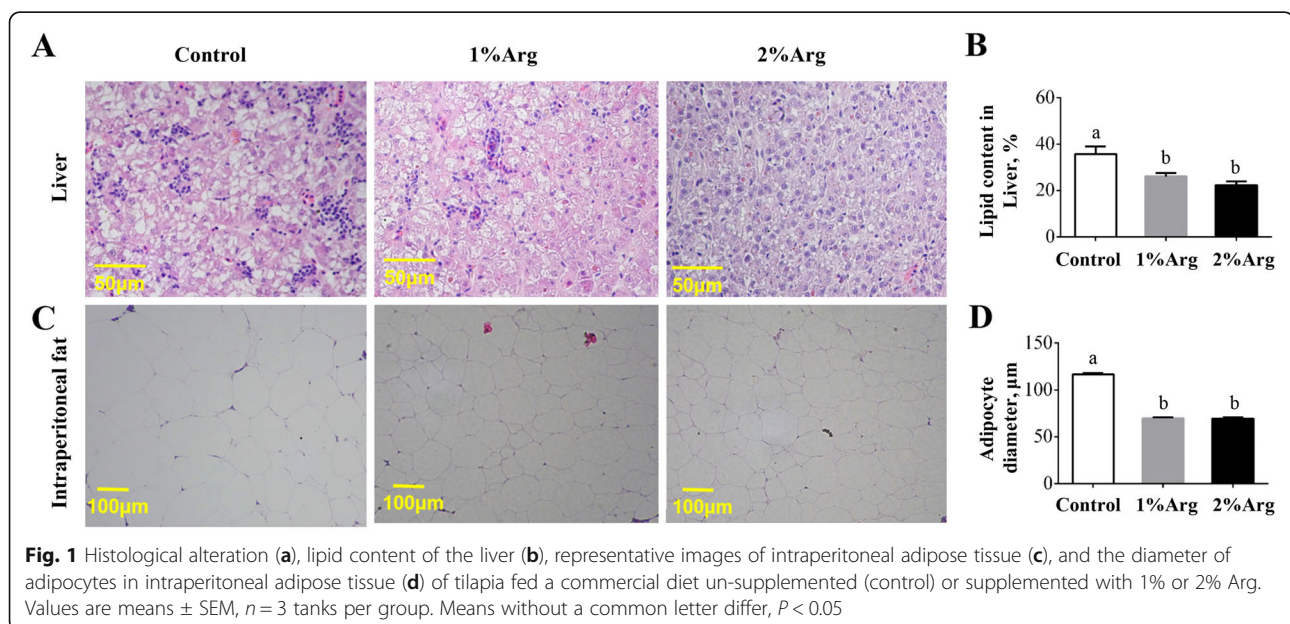 A
Control
1%Arg
2%Arg
Liver
50µm
50µm
50µm
B
Lipid content in
Liver, %
60
40
20
0
a
b
b
Control 1%Arg 2%Arg
C
Intraperitoneal fat
100µm
100µm
100µm
D
Adipocyte
diameter, µm
150
100
50
0
a
b
b
Control 1%Arg 2%Arg
Fig. 1 Histological alteration (a), lipid content of the liver (b), representative images of intraperitoneal adipose tissue (c), and the diameter of
adipocytes in intraperitoneal adipose tissue (d) of tilapia fed a commercial diet un-supplemented (control) or supplemented with 1% or 2% Arg.
Values are means ± SEM, n = 3 tanks per group. Means without a common letter differ, P < 0.05